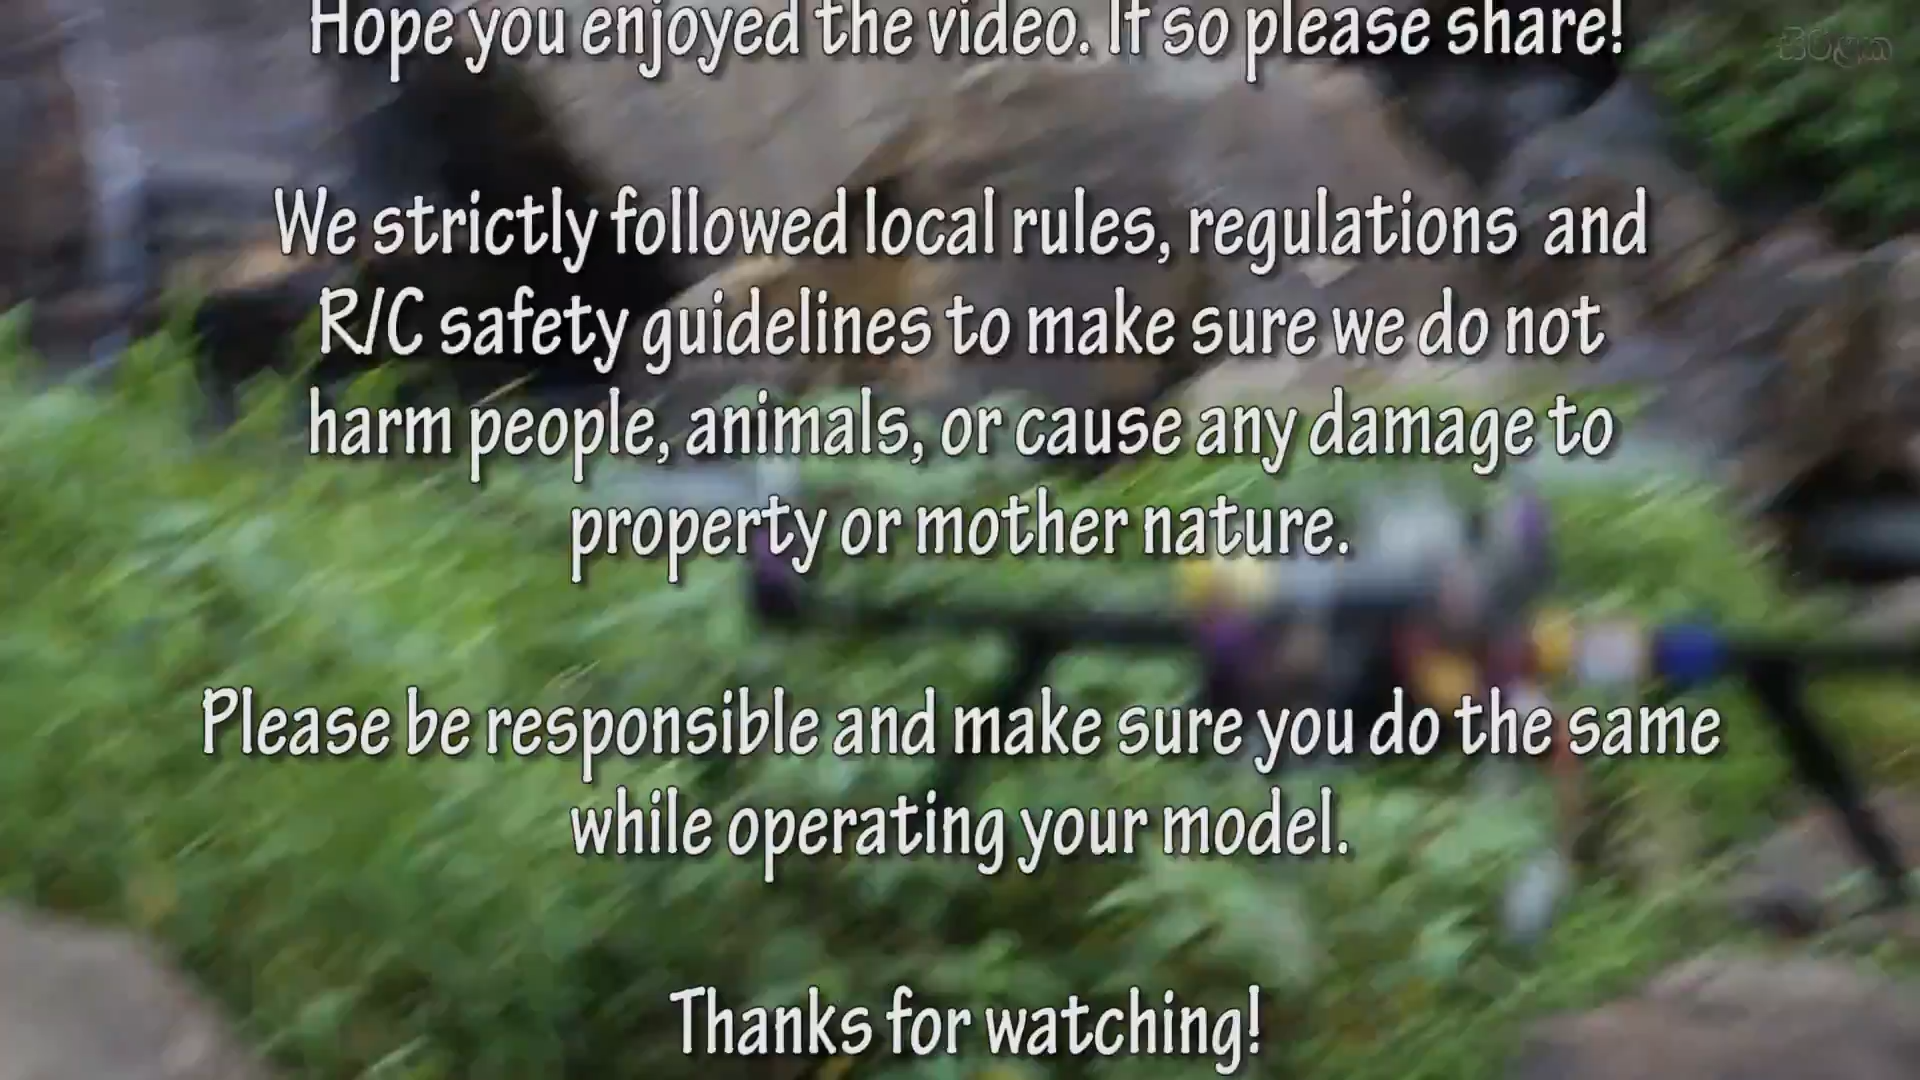 Hope you enjoyed the video. If so please share!
We strictly followed local rules, regulations and
R/C safety guidelines to make sure we do not
harm people, animals, or cause any damage to
property or mother nature.
Please be responsible and make sure you do the same
while operating your model.
Thanks for watching!